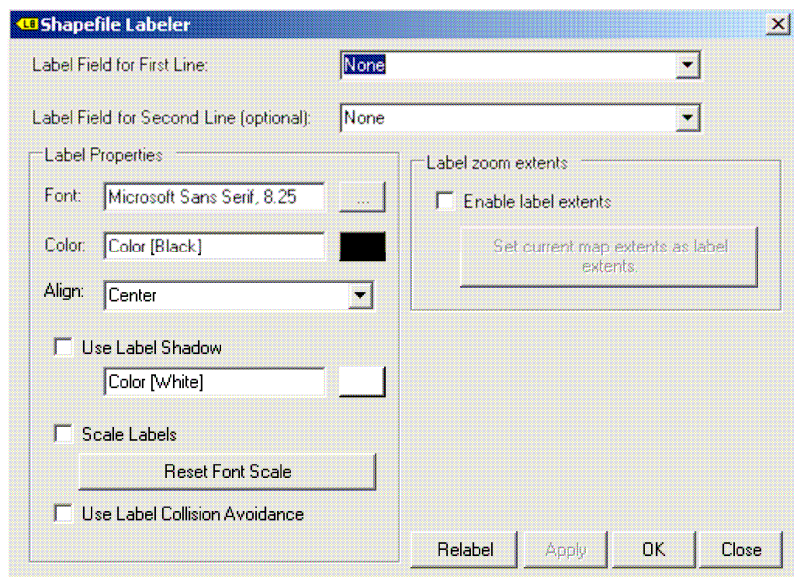 LB Shapefile Labeler
Label Field for First Line:
None
Label Field for Second Line (optional):
None
Label Properties
Font:
Microsoft Sans Serif, 8.25
...
Color:
Color [Black]
Align:
Center
Use Label Shadow
Color [White]
Scale Labels
Reset Font Scale
Use Label Collision Avoidance
Label zoom extents
Enable label extents
Set current map extents as label
extents.
Relabel
Apply
OK
Close